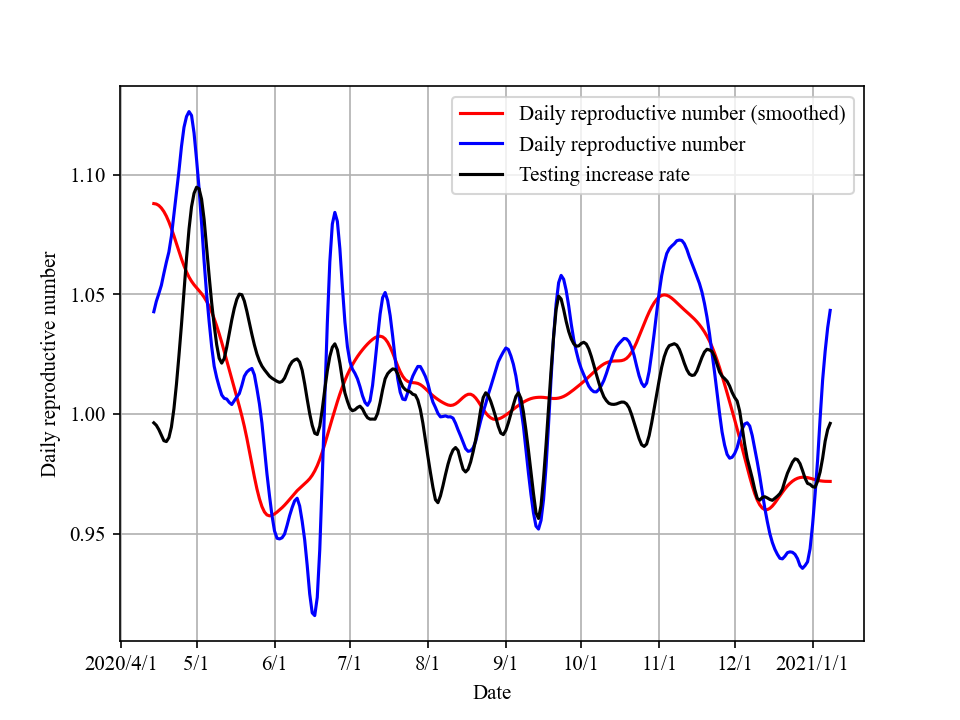 Daily reproductive number (smoothed)
Daily reproductive number
Testing increase rate
Daily reproductive number
1.10
1.05
1.00
0.95
2020/4/1 5/1 6/1 7/1 8/1 9/1 10/1 11/1 12/1 2021/1/1
Date